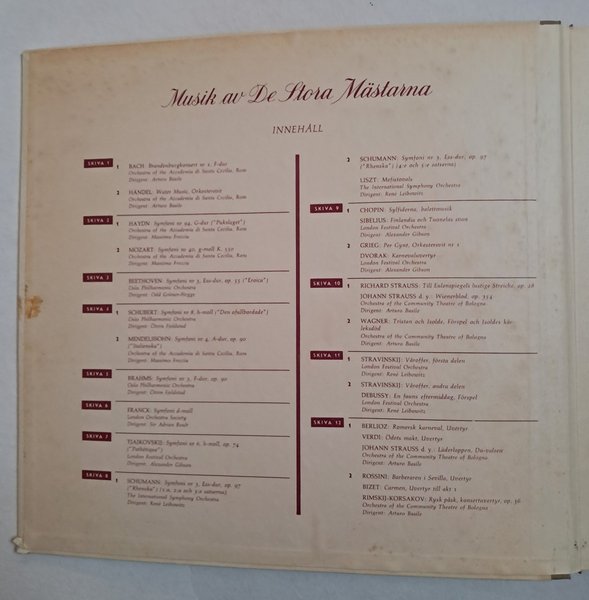 Musik av De Stora Mästarna
INNEHÅLL
SKIVA 1
1 BACH: Brandenburgkonsert nr 1, F-dur
Orchestra of the Accademia di Santa Cecilia, Rom
Dirigent: Arturo Basile
2 HÄNDEL: Water Music, Orkestersvit
Orchestra of the Accademia di Santa Cecilia, Rom
Dirigent: Arturo Basile
SKIVA 2
1 HAYDN: Symfoni nr 94, G-dur ("Pukslaget")
Orchestra of the Accademia di Santa Cecilia, Rom
Dirigent: Massimo Freccia
2 MOZART: Symfoni nr 40, g-moll K. 550
Orchestra of the Accademia di Santa Cecilia, Rom
Dirigent: Massimo Freccia
SKIVA 3
BEETHOVEN: Symfoni nr 3, Ess-dur, op. 55 ("Eroica")
Oslo Philharmonic Orchestra
Dirigent: Odd Grüner-Hegge
SKIVA 4
1 SCHUBERT: Symfoni nr 8, h-moll ("Den ofullbordade")
Oslo Philharmonic Orchestra
Dirigent: Öivin Fjeldstad
2 MENDELSSOHN: Symfoni nr 4, A-dur, op. 90
("Italienska")
Orchestra of the Accademia di Santa Cecilia, Rom
Dirigent: Massimo Freccia
SKIVA 5
BRAHMS: Symfoni nr 3, F-dur, op. 90
Oslo Philharmonic Orchestra
Dirigent: Öivin Fjeldstad
SKIVA 6
FRANCK: Symfoni d-moll
London Orchestra Society
Dirigent: Sir Adrian Boult
SKIVA 7
TJAJKOVSKIJ: Symfoni nr 6, h-moll, op. 74
("Pathétique")
London Festival Orchestra
Dirigent: Alexander Gibson
SKIVA 8
1 SCHUMANN: Symfoni nr 3, Ess-dur, op. 97
("Rhenska") (1:a, 2:a och 3:e satserna)
The International Symphony Orchestra
Dirigent: René Leibowitz
2 SCHUMANN: Symfoni nr 3, Ess-dur, op. 97
("Rhenska") (4:e och 5:e satserna)
LISZT: Mefistovals
The International Symphony Orchestra
Dirigent: René Leibowitz
SKIVA 9
1 CHOPIN: Sylfiderna, balettmusik
SIBELIUS: Finlandia och Tuonelas svan
London Festival Orchestra
Dirigent: Alexander Gibson
2 GRIEG: Per Gynt, Orkestersvit nr 1
DVORAK: Karnevaluvertyr
London Festival Orchestra
Dirigent: Alexander Gibson
SKIVA 10
1 RICHARD STRAUSS: Till Eulenspiegels lustige Streiche, op. 28
JOHANN STRAUSS d. y.: Wienerblod, op. 354
Orchestra of the Community Theatre of Bologna
Dirigent: Arturo Basile
2 WAGNER: Tristan och Isolde, Förspel och Isoldes kär-
leksdöd
Orchestra of the Community Theatre of Bologna
Dirigent: Arturo Basile
SKIVA 11
1 STRAVINSKIJ: Våroffer, första delen
London Festival Orchestra
Dirigent: René Leibowitz
2 STRAVINSKIJ: Våroffer, andra delen
DEBUSSY: En fauns eftermiddag, Förspel
London Festival Orchestra
Dirigent: René Leibowitz
SKIVA 12
1 BERLIOZ: Romersk karneval, Uvertyr
VERDI: Ödets makt, Uvertyr
JOHANN STRAUSS d. y.: Läderlappen, Du-valsen
Orchestra of the Community Theatre of Bologna
Dirigent: Arturo Basile
2 ROSSINI: Barberaren i Sevilla, Uvertyr
BIZET: Carmen, Uvertyr till akt 1
RIMSKIJ-KORSAKOV: Rysk påsk, konsertuvertyr, op. 36
Orchestra of the Community Theatre of Bologna
Dirigent: Arturo Basile